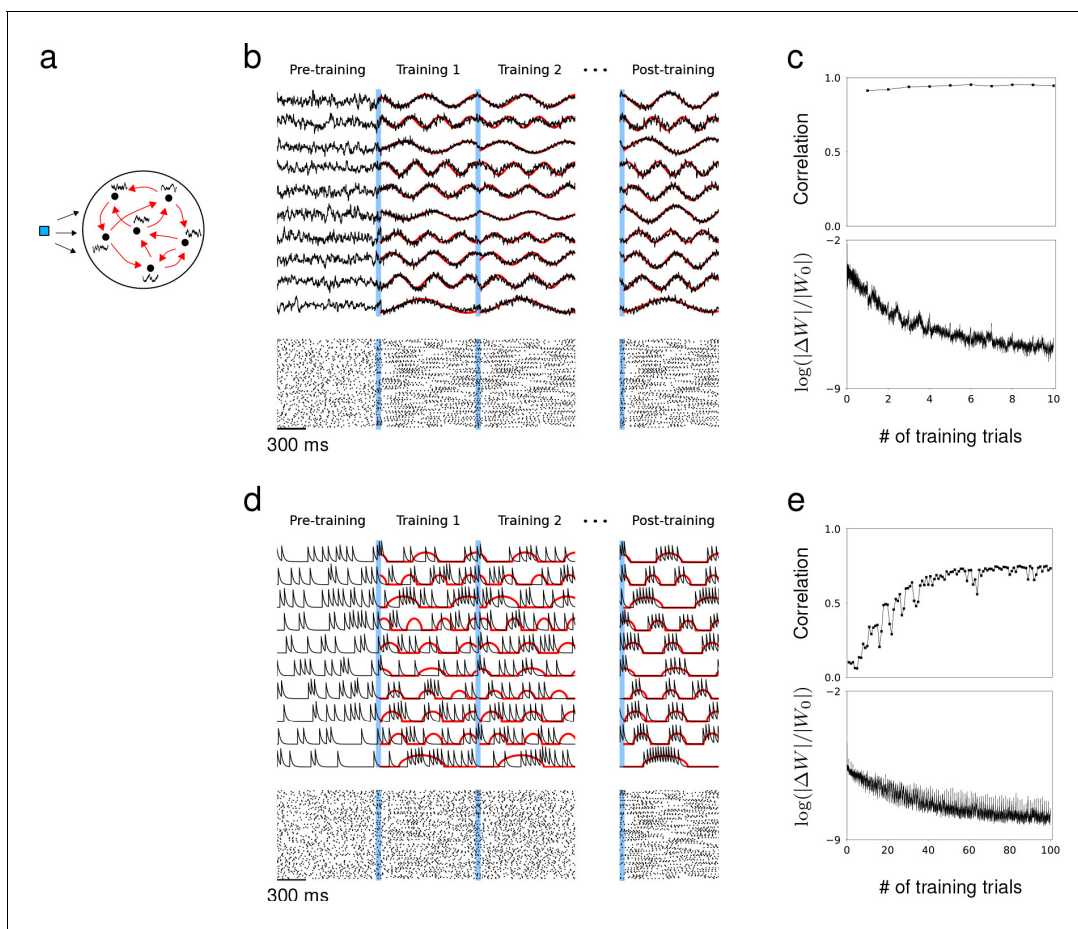 a
b
Pre-training Training 1 Training 2 ••• Post-training
300 ms
c
1.0
Correlation
0.5
0.0
−2
log(|ΔW|/|W₀|)
−9
0 2 4 6 8 10
# of training trials
d
Pre-training Training 1 Training 2 ••• Post-training
300 ms
e
1.0
Correlation
0.5
0.0
−2
log(|ΔW|/|W₀|)
−9
0 20 40 60 80 100
# of training trials